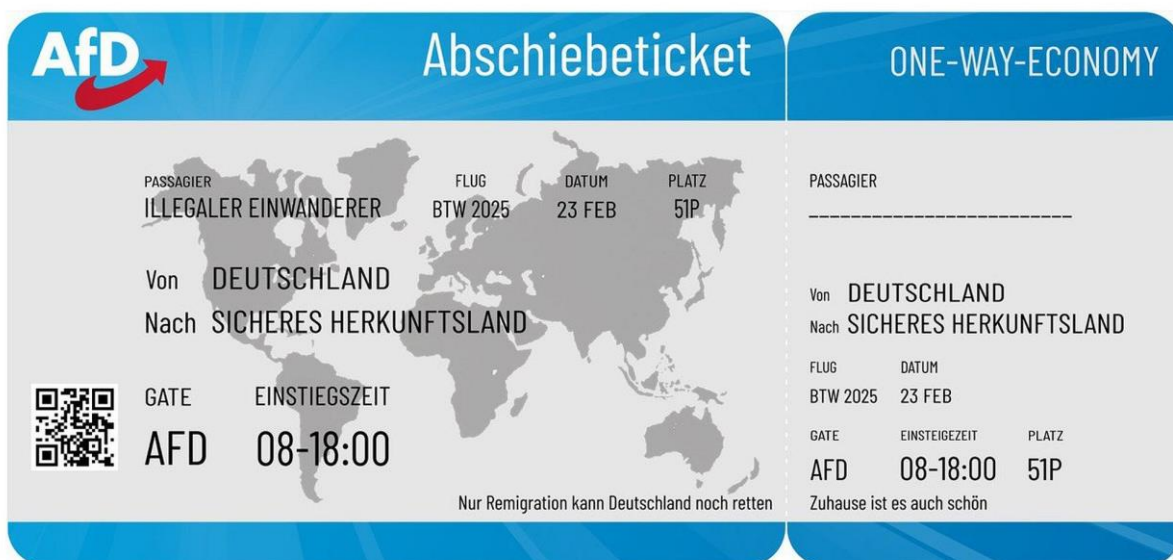 AfD
Abschiebeticket
ONE-WAY-ECONOMY
PASSAGIER FLUG DATUM PLATZ
ILLEGALER EINWANDERER BTW 2025 23 FEB 51P
Von DEUTSCHLAND
Nach SICHERES HERKUNFTSLAND
GATE EINSTIEGSZEIT
AFD 08-18:00
Nur Remigration kann Deutschland noch retten
PASSAGIER
Von DEUTSCHLAND
Nach SICHERES HERKUNFTSLAND
FLUG DATUM
BTW 2025 23 FEB
GATE EINSTEIGEZEIT PLATZ
AFD 08-18:00 51P
Zuhause ist es auch schön